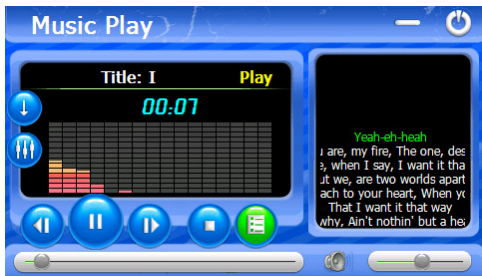 Music Play
Title: I
Play
00:07
Yeah-eh-heah
are, my fire, The one, des
when I say, I want it tha
we, are two worlds apart
to your heart, When yo
That I want it that way
why, Ain't nothin' but a hea